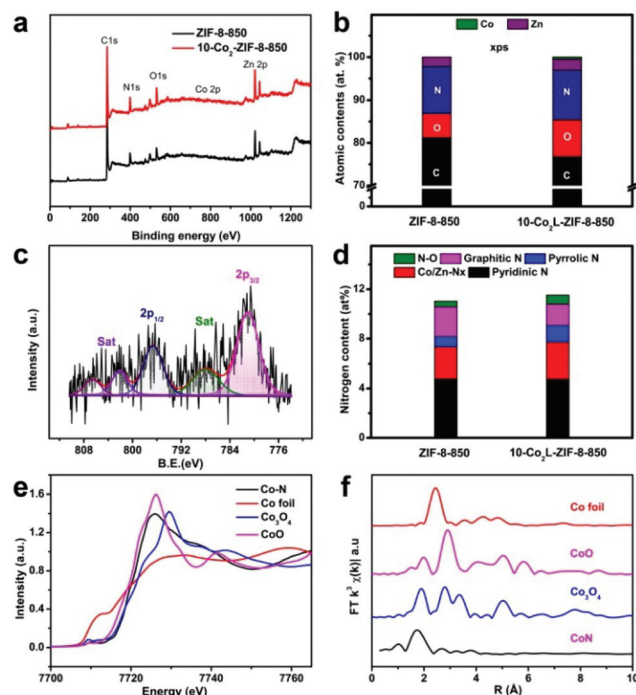 a
ZIF-8-850
10-Co₂-ZIF-8-850
C1s
N1s
O1s
Co 2p
Zn 2p
Intensity (a.u.)
0 200 400 600 800 1000 1200
Binding energy (eV)
b
Co Zn
xps
Atomic contents (at. %)
100
90
80
70
0
N
O
C
N
O
C
ZIF-8-850
10-Co₂L-ZIF-8-850
c
2p3/2
2p1/2
Sat
Sat
Intensity (a.u.)
808 800 792 784 776
B.E.(eV)
d
N-O Graphitic N Pyrrolic N
Co/Zn-Nx Pyridinic N
Nitrogen content (at%)
12
8
4
0
ZIF-8-850
10-Co₂L-ZIF-8-850
e
Co-N
Co foil
Co₃O₄
CoO
Intensity (a.u.)
1.6
1.2
0.8
0.4
0.0
7700 7720 7740 7760
Energy (eV)
f
Co foil
CoO
Co₃O₄
CoN
FT k³ χ(k)| a.u
0 2 4 6 8 10
R (Å)